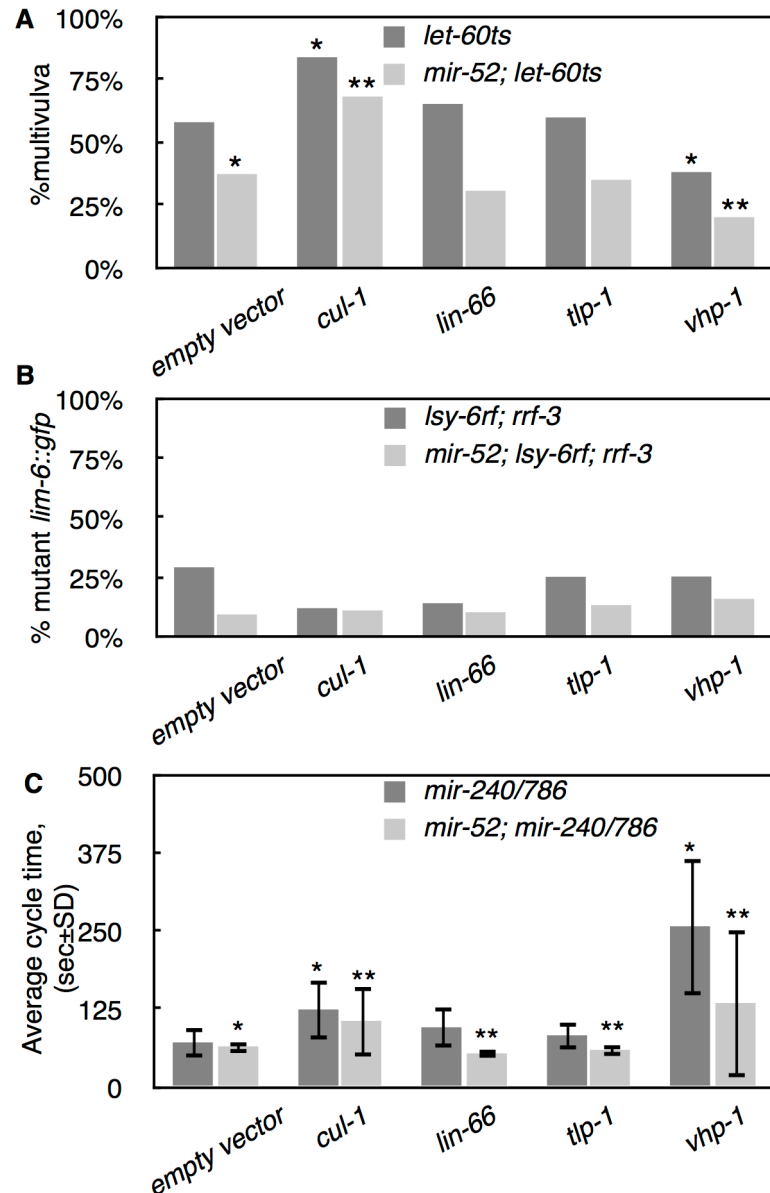 A
100%
75%
50%
25%
0%
%multivulva
let-60ts
mir-52; let-60ts
*
*
**
*
**
empty vector
cul-1
lin-66
tlp-1
vhp-1
B
100%
75%
50%
25%
0%
% mutant lim-6::gfp
lsy-6rf; rrf-3
mir-52; lsy-6rf; rrf-3
empty vector
cul-1
lin-66
tlp-1
vhp-1
C
500
375
250
125
0
Average cycle time,
(sec±SD)
mir-240/786
mir-52; mir-240/786
*
*
**
**
**
*
**
empty vector
cul-1
lin-66
tlp-1
vhp-1